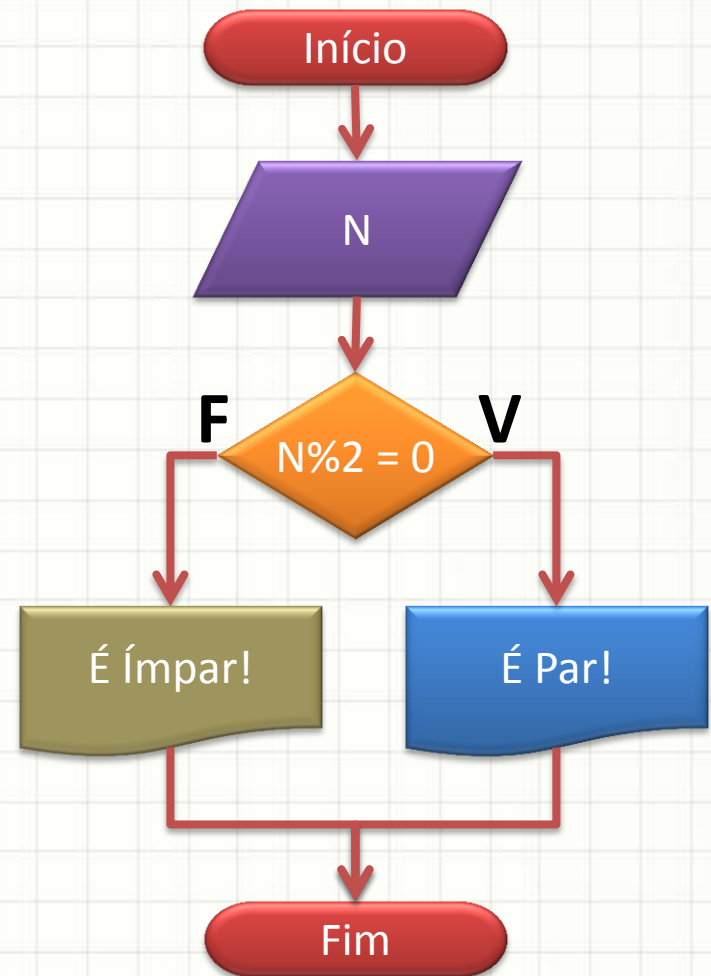 Início
N
F
V
N%2 = 0
É Ímpar!
É Par!
Fim